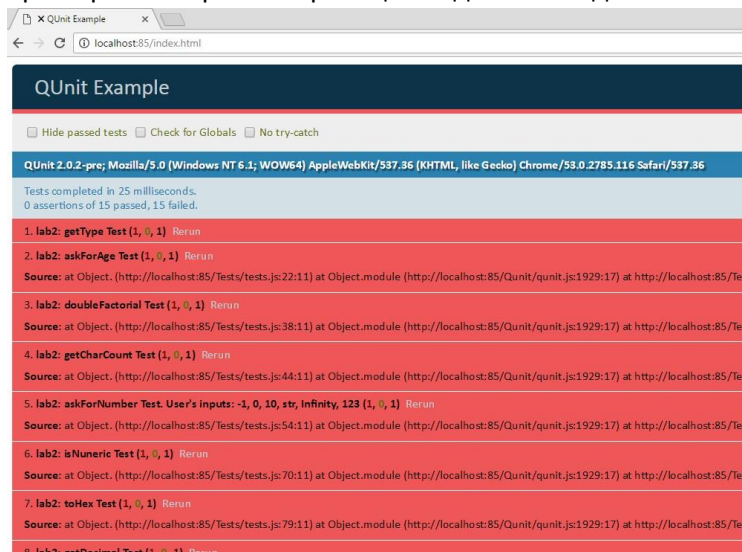 QUnit Example
localhost:85/index.html
QUnit Example
Hide passed tests Check for Globals No try-catch
QUnit 2.0.2-pre; Mozilla/5.0 (Windows NT 6.1; WOW64) AppleWebKit/537.36 (KHTML, like Gecko) Chrome/53.0.2785.116 Safari/537.36
Tests completed in 25 milliseconds.
0 assertions of 15 passed, 15 failed.
1. lab2: getType Test (1, 0, 1) Rerun
2. lab2: askForAge Test (1, 0, 1) Rerun
Source: at Object. (http://localhost:85/Tests/tests.js:22:11) at Object.module (http://localhost:85/Qunit/qunit.js:1929:17) at http://localhost:85/Te
3. lab2: doubleFactorial Test (1, 0, 1) Rerun
Source: at Object. (http://localhost:85/Tests/tests.js:38:11) at Object.module (http://localhost:85/Qunit/qunit.js:1929:17) at http://localhost:85/Te
4. lab2: getCharCount Test (1, 0, 1) Rerun
Source: at Object. (http://localhost:85/Tests/tests.js:44:11) at Object.module (http://localhost:85/Qunit/qunit.js:1929:17) at http://localhost:85/Te
5. lab2: askForNumber Test. User's inputs: -1, 0, 10, str, Infinity, 123 (1, 0, 1) Rerun
Source: at Object. (http://localhost:85/Tests/tests.js:54:11) at Object.module (http://localhost:85/Qunit/qunit.js:1929:17) at http://localhost:85/Te
6. lab2: isNuneric Test (1, 0, 1) Rerun
Source: at Object. (http://localhost:85/Tests/tests.js:70:11) at Object.module (http://localhost:85/Qunit/qunit.js:1929:17) at http://localhost:85/Te
7. lab2: toHex Test (1, 0, 1) Rerun
Source: at Object. (http://localhost:85/Tests/tests.js:79:11) at Object.module (http://localhost:85/Qunit/qunit.js:1929:17) at http://localhost:85/Te
8. lab2: getDecimal Test (1, 0, 1) Rerun